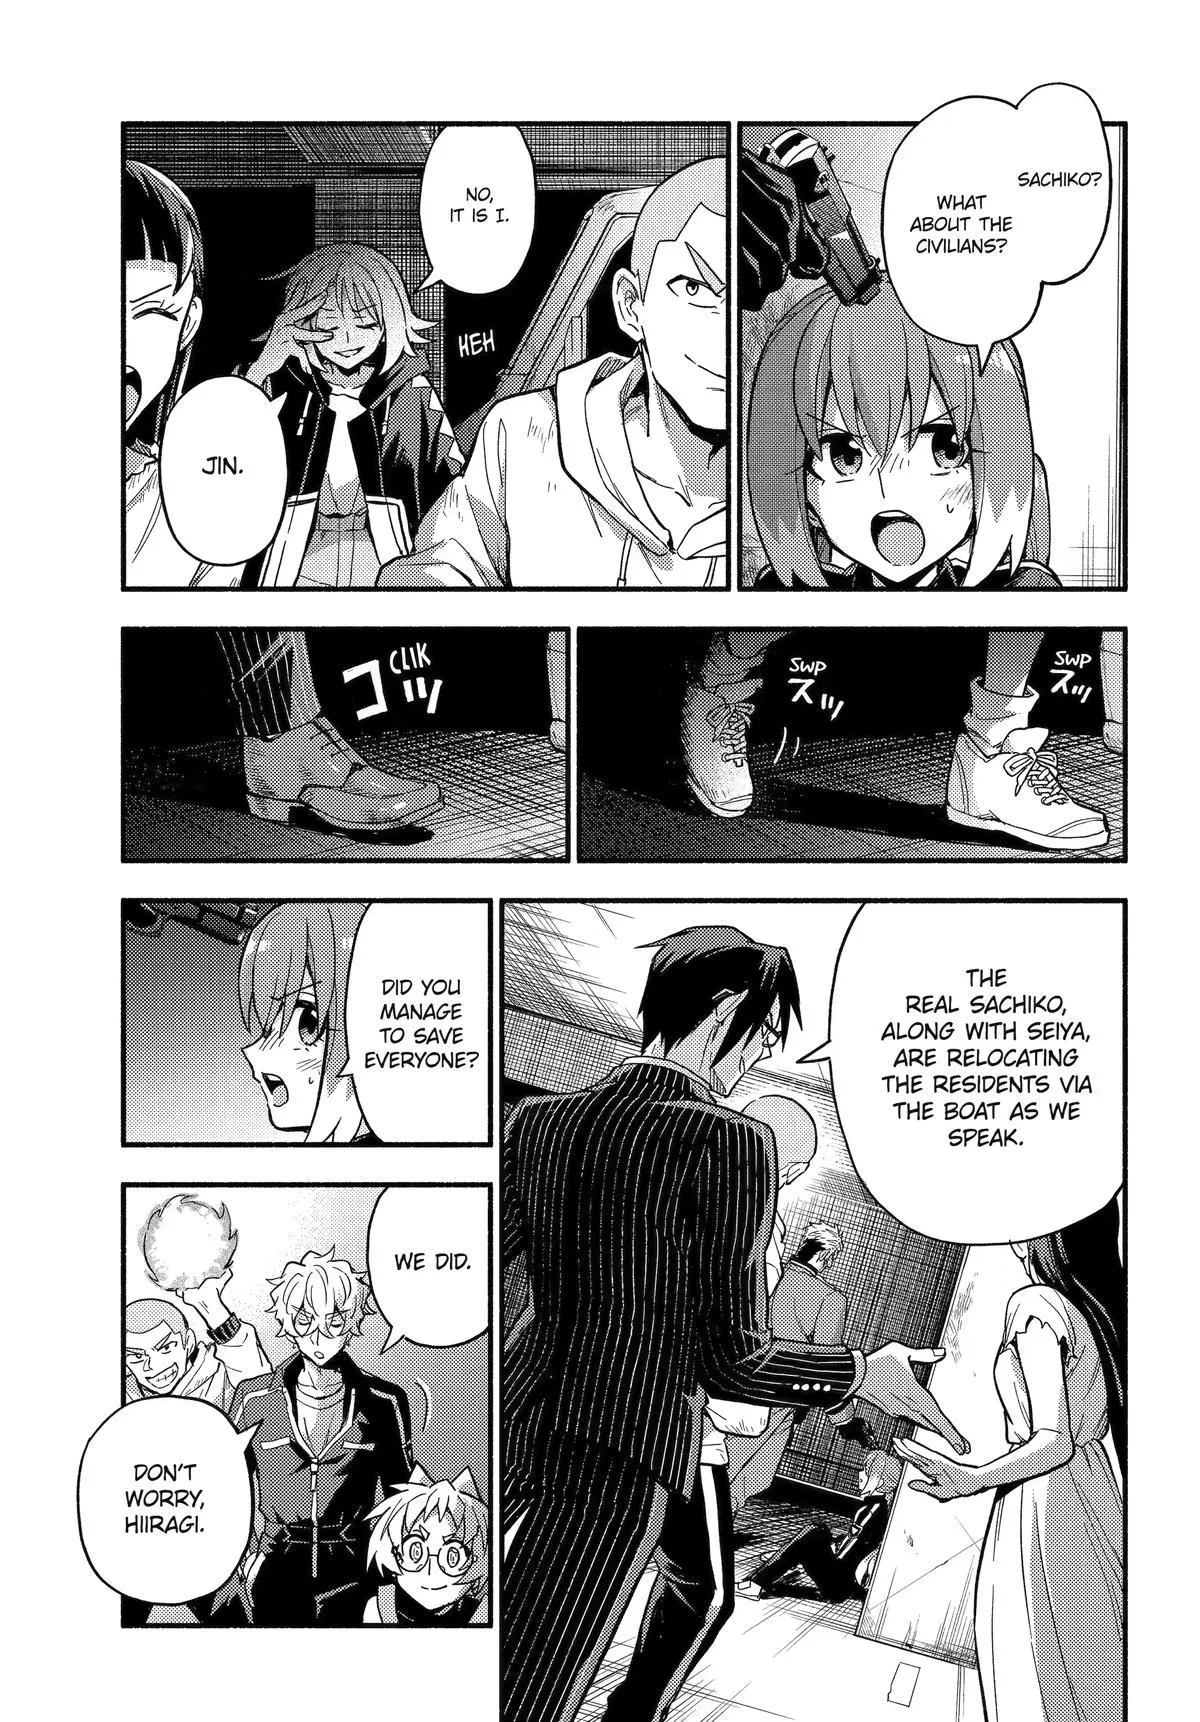 SACHIKO?
WHAT
ABOUT THE
CIVILIANS?
NO,
IT IS I.
HEH
JIN.
SWP
スッ
SWP
スッ
CLIK
コツ
THE
REAL SACHIKO,
ALONG WITH SEIYA,
ARE RELOCATING
THE RESIDENTS VIA
THE BOAT AS WE
SPEAK.
DID YOU
MANAGE
TO SAVE
EVERYONE?
WE DID.
DON'T
WORRY,
HIIRAGI.